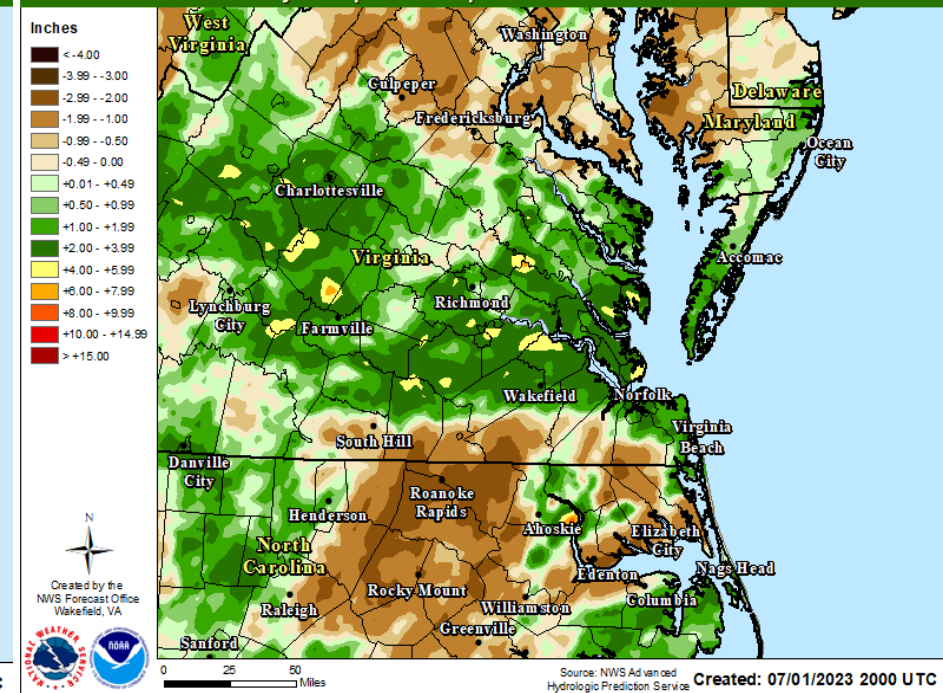 Inches
< -4.00
-3.99 - -3.00
-2.99 - -2.00
-1.99 - -1.00
-0.99 - -0.50
-0.49 - 0.00
+0.01 - +0.49
+0.50 - +0.99
+1.00 - +1.99
+2.00 - +3.99
+4.00 - +5.99
+6.00 - +7.99
+8.00 - +9.99
+10.00 - +14.99
> +15.00
West
Virginia
Washington
Culpeper
Delaware
Fredericksburg
Maryland
Ocean
City
Charlottesville
Virginia
Accomac
Lynchburg
City
Richmond
Farmville
Wakefield
Norfolk
Virginia
Beach
South Hill
Danville
City
Roanoke
Rapids
Henderson
Ahoskie
Elizabeth
City
North
Carolina
Edenton
Nags Head
Rocky Mount
Columbia
Raleigh
Williamston
Greenville
Sanford
N
Created by the
NWS Forecast Office
Wakefield, VA
NATIONAL WEATHER SERVICE
NOAA
0 25 50
Miles
Source: NWS Advanced
Hydrologic Prediction Service
Created: 07/01/2023 2000 UTC